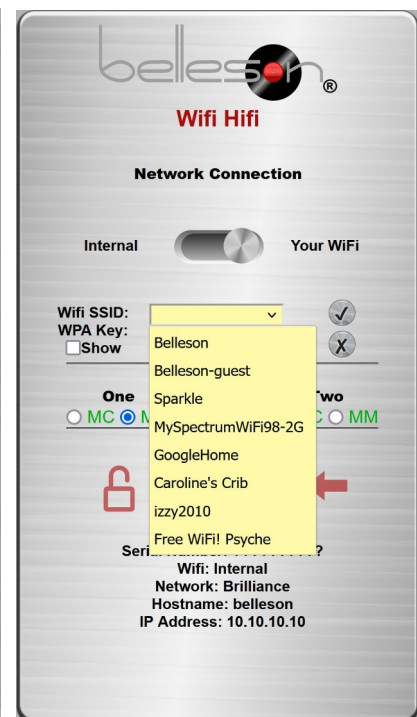 belleson®
Wifi Hifi
Network Connection
Internal Your WiFi
Wifi SSID:
WPA Key:
Show
Belleson
Belleson-guest
Sparkle
MySpectrumWiFi98-2G
GoogleHome
Caroline's Crib
izzy2010
Free WiFi! Psyche
One
MC
MM
Wifi: Internal
Network: Brilliance
Hostname: belleson
IP Address: 10.10.10.10